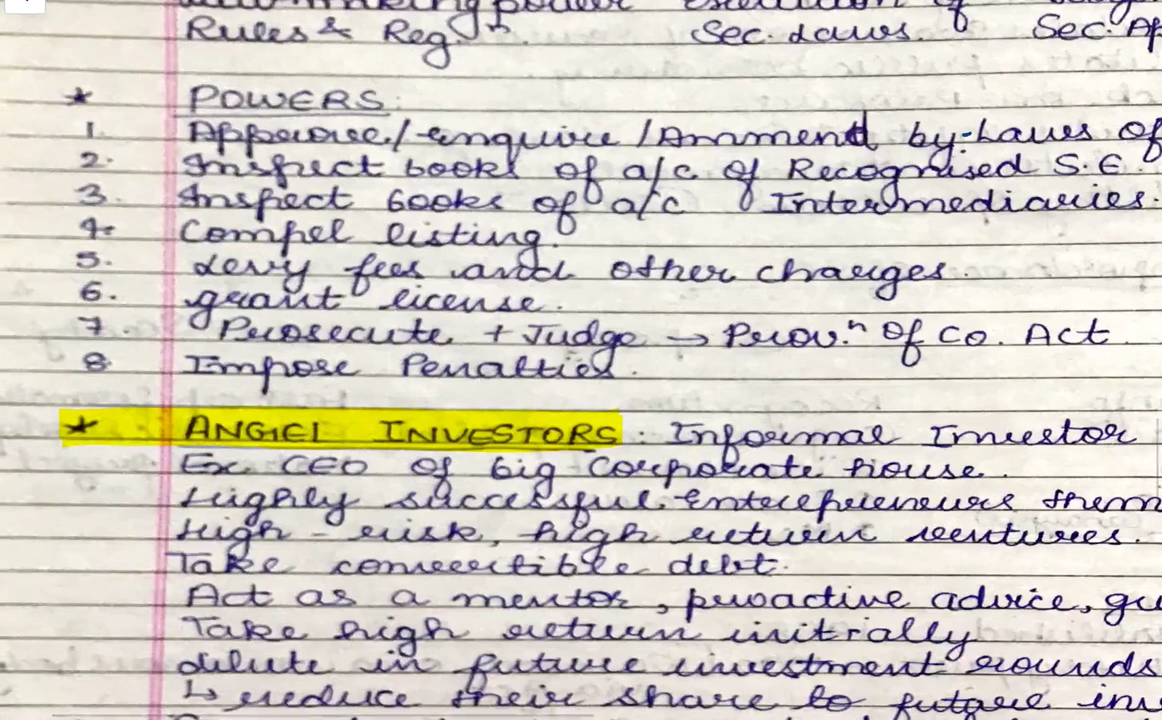 Rules & Reg. Sec. Laws. Sec.
* POWERS:
1. Approve / enquire / Ammend by-laws of
2. Inspect books of a/c of Recognised S.E.
3. Inspect books of a/c of Intermediaries.
4. Compel listing.
5. Levy fees and other charges.
6. grant license.
7. Prosecute + Judge → Provⁿ of Co. Act.
8. Impose Penalties.
* ANGEL INVESTORS: Informal Investor
Ex. CEO of big Corporate house.
Highly successful entrepreneurs them
High-risk, high return ventures.
Take convertible debt.
Act as a mentor, proactive advice,
Take high return initially
dilute in future investment rounds
↳ reduce their share to future